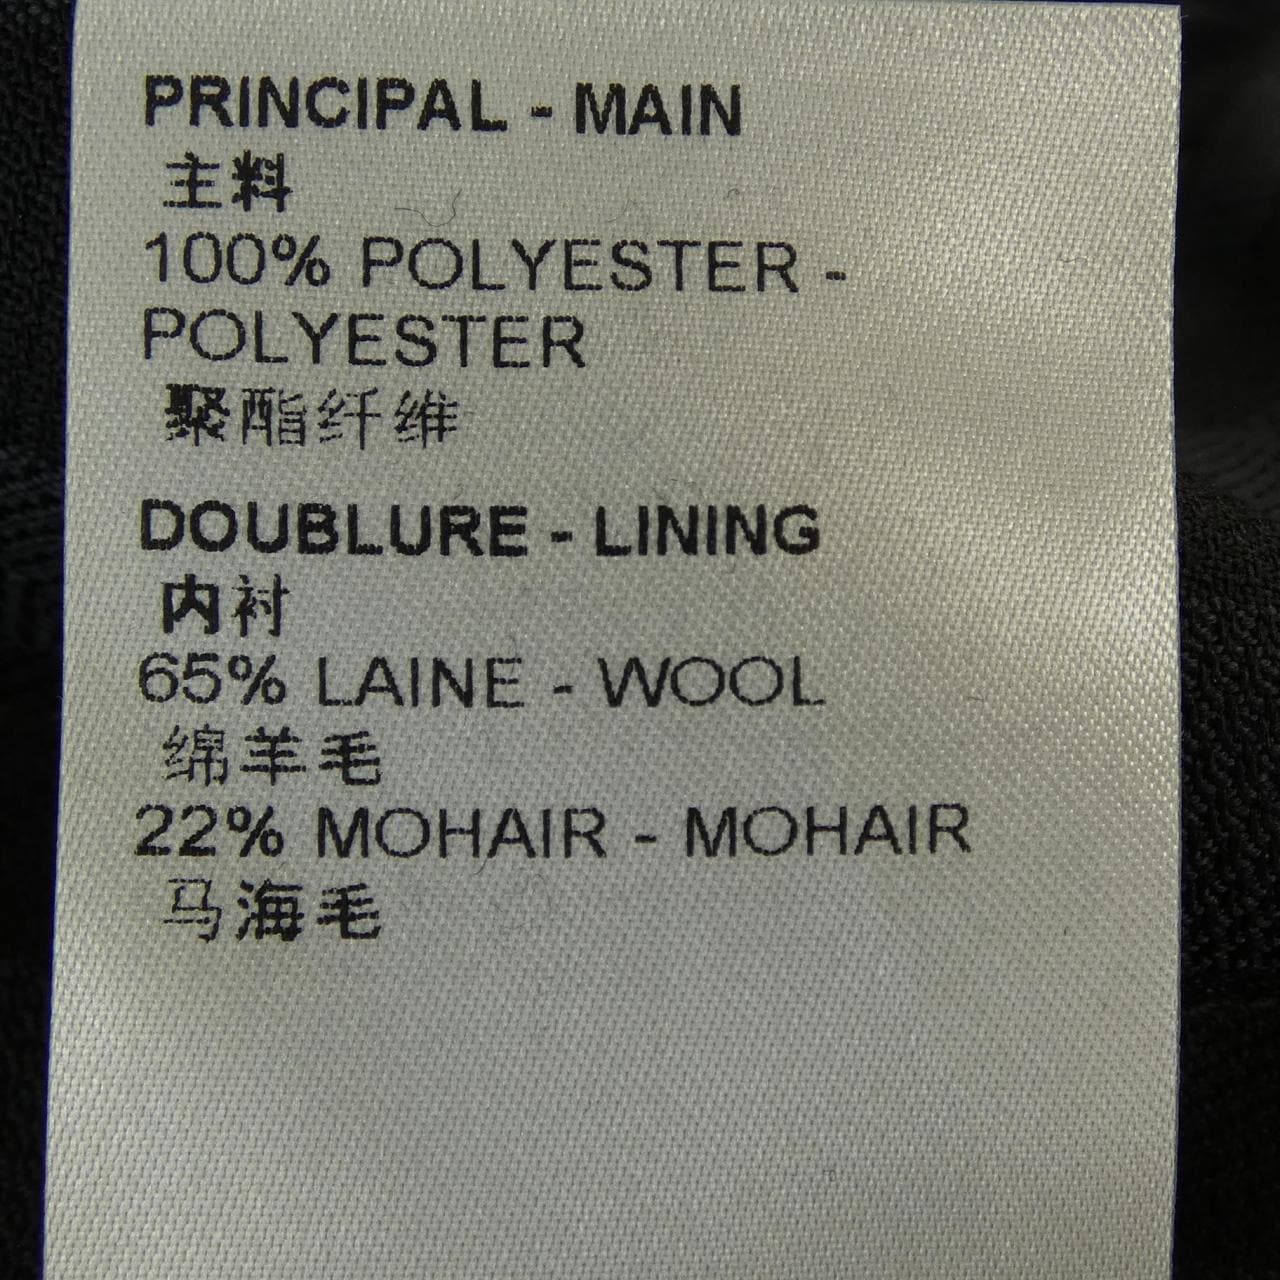 PRINCIPAL - MAIN
主料
100% POLYESTER -
POLYESTER
聚酯纤维
DOUBLURE - LINING
内衬
65% LAINE - WOOL
绵羊毛
22% MOHAIR - MOHAIR
马海毛